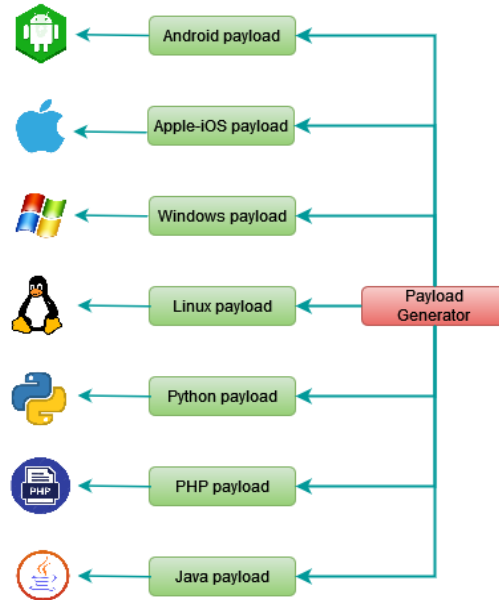 Android payload
Apple-iOS payload
Windows payload
Linux payload
Payload
Generator
Python payload
PHP
PHP payload
Java payload